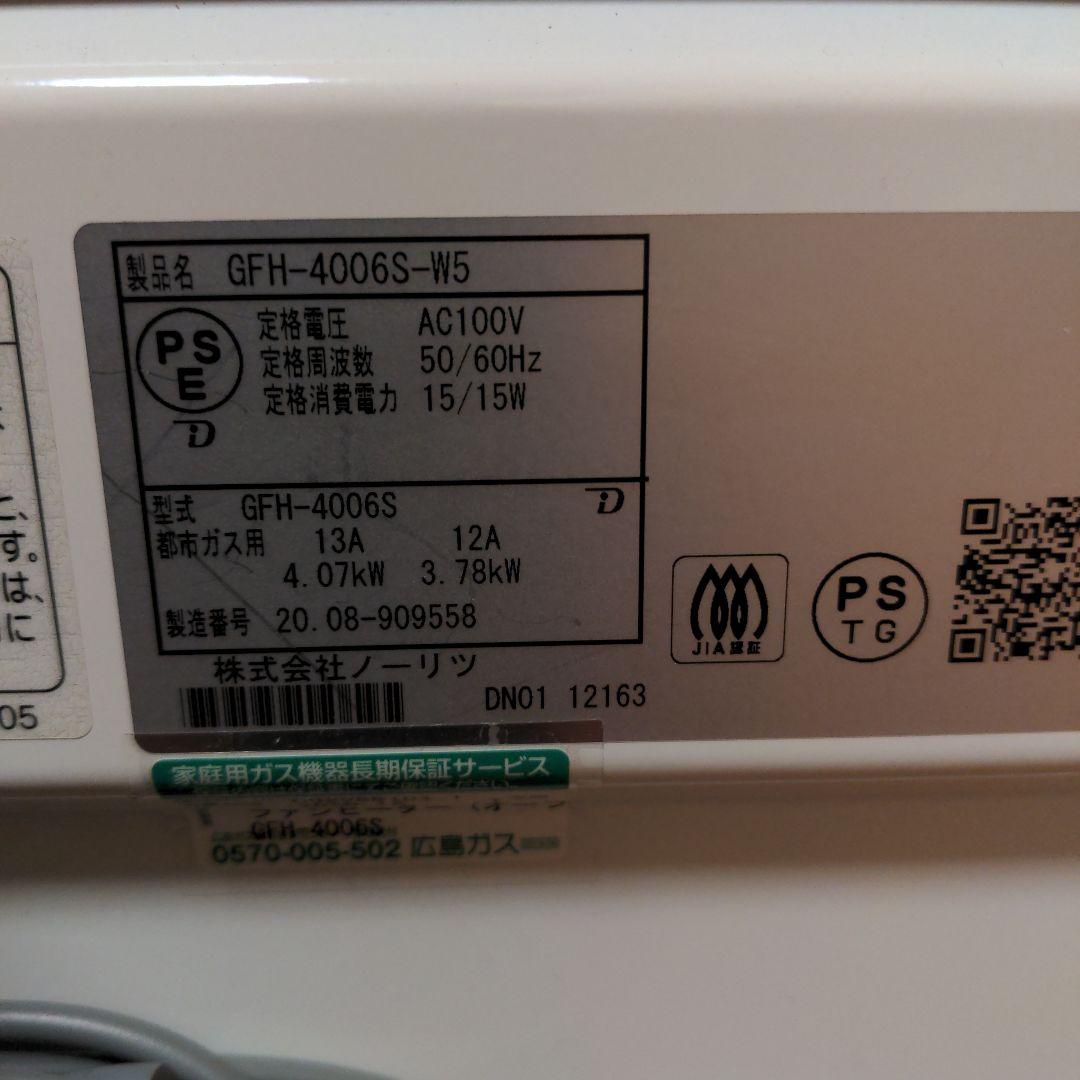 製品名 GFH-4006S-W5
PS
E
定格電圧 AC100V
定格周波数 50/60Hz
定格消費電力 15/15W
型式 GFH-4006S
都市ガス用 13A 12A
4.07kW 3.78kW
製造番号 20.08-909558
株式会社ノーリツ
DN01 12163
JIA認証
PS
TG
と、
す。
は、
に
05
家庭用ガス機器長期保証サービス
GFH-4006S
0570-005-502 広島ガス